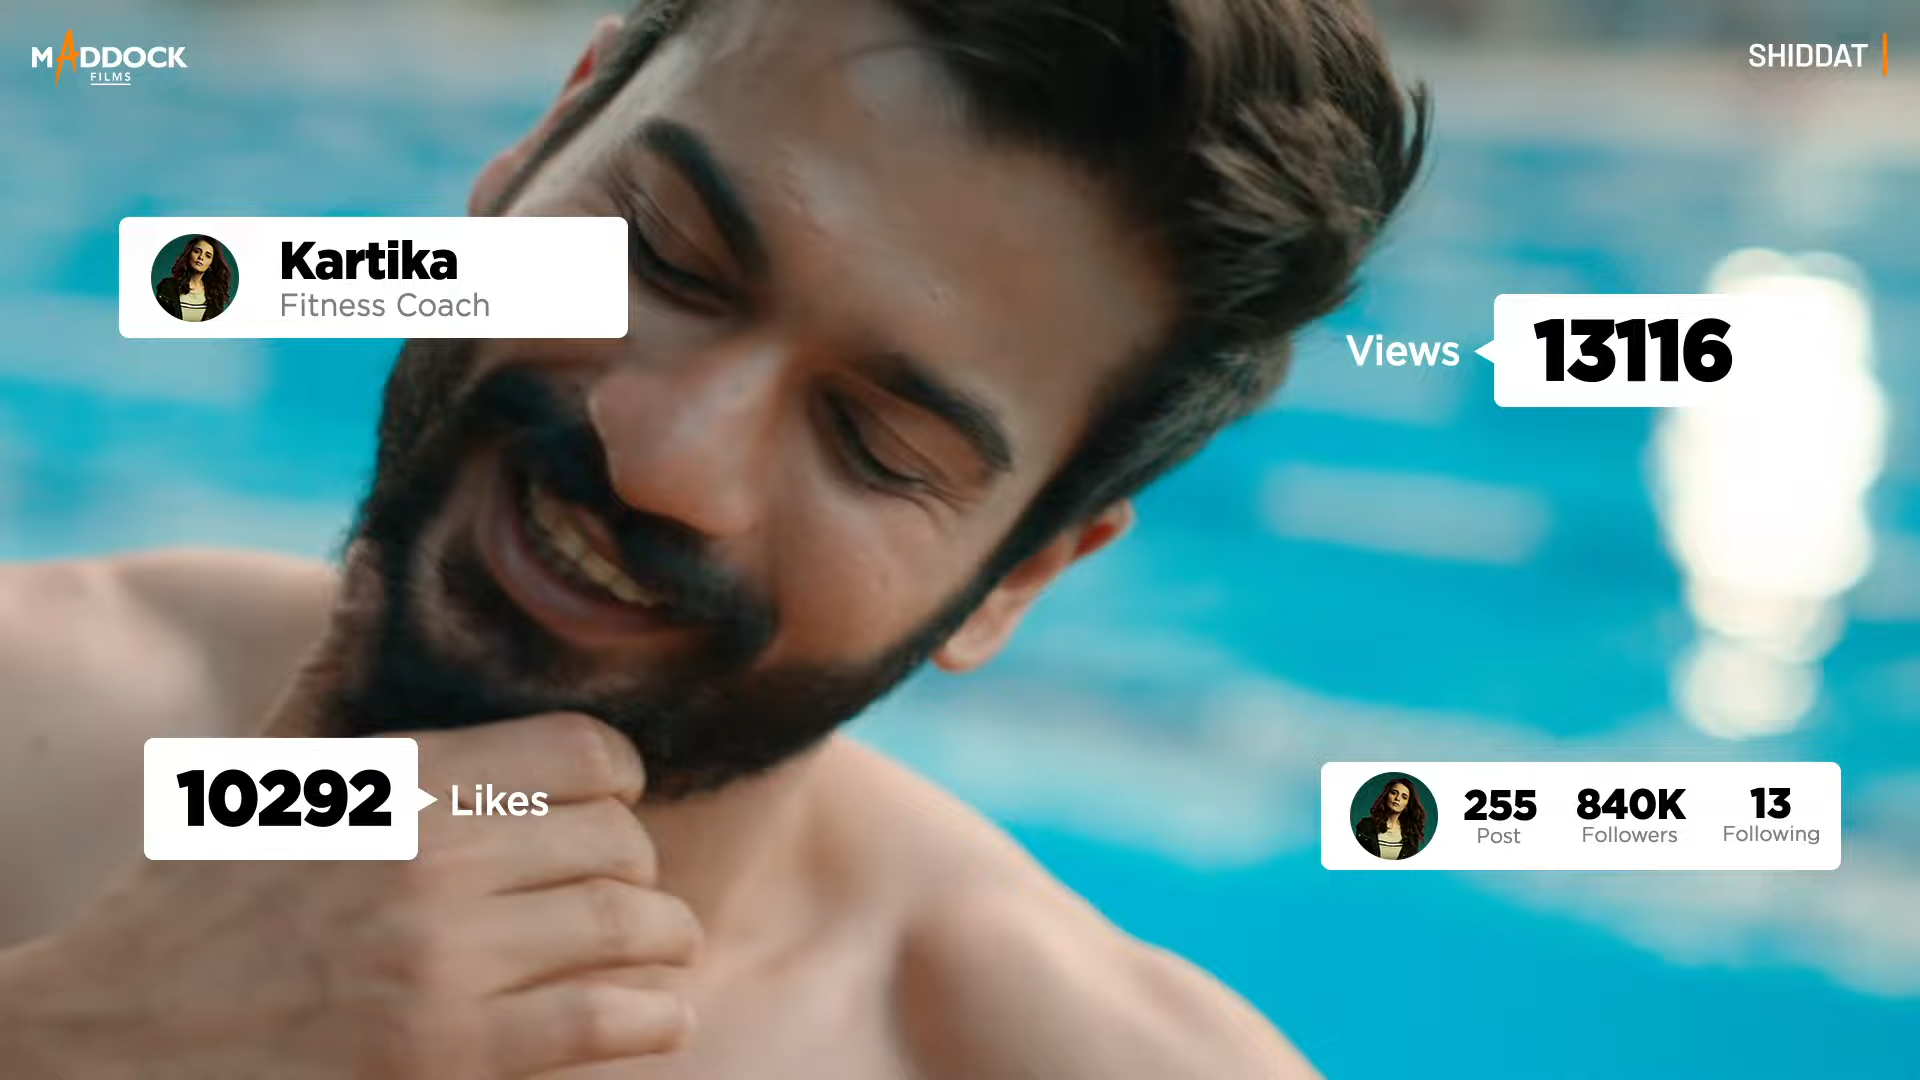 MADDOCK
FILMS
SHIDDAT
Kartika
Fitness Coach
Views
13116
10292
Likes
255
Post
840K
Followers
13
Following